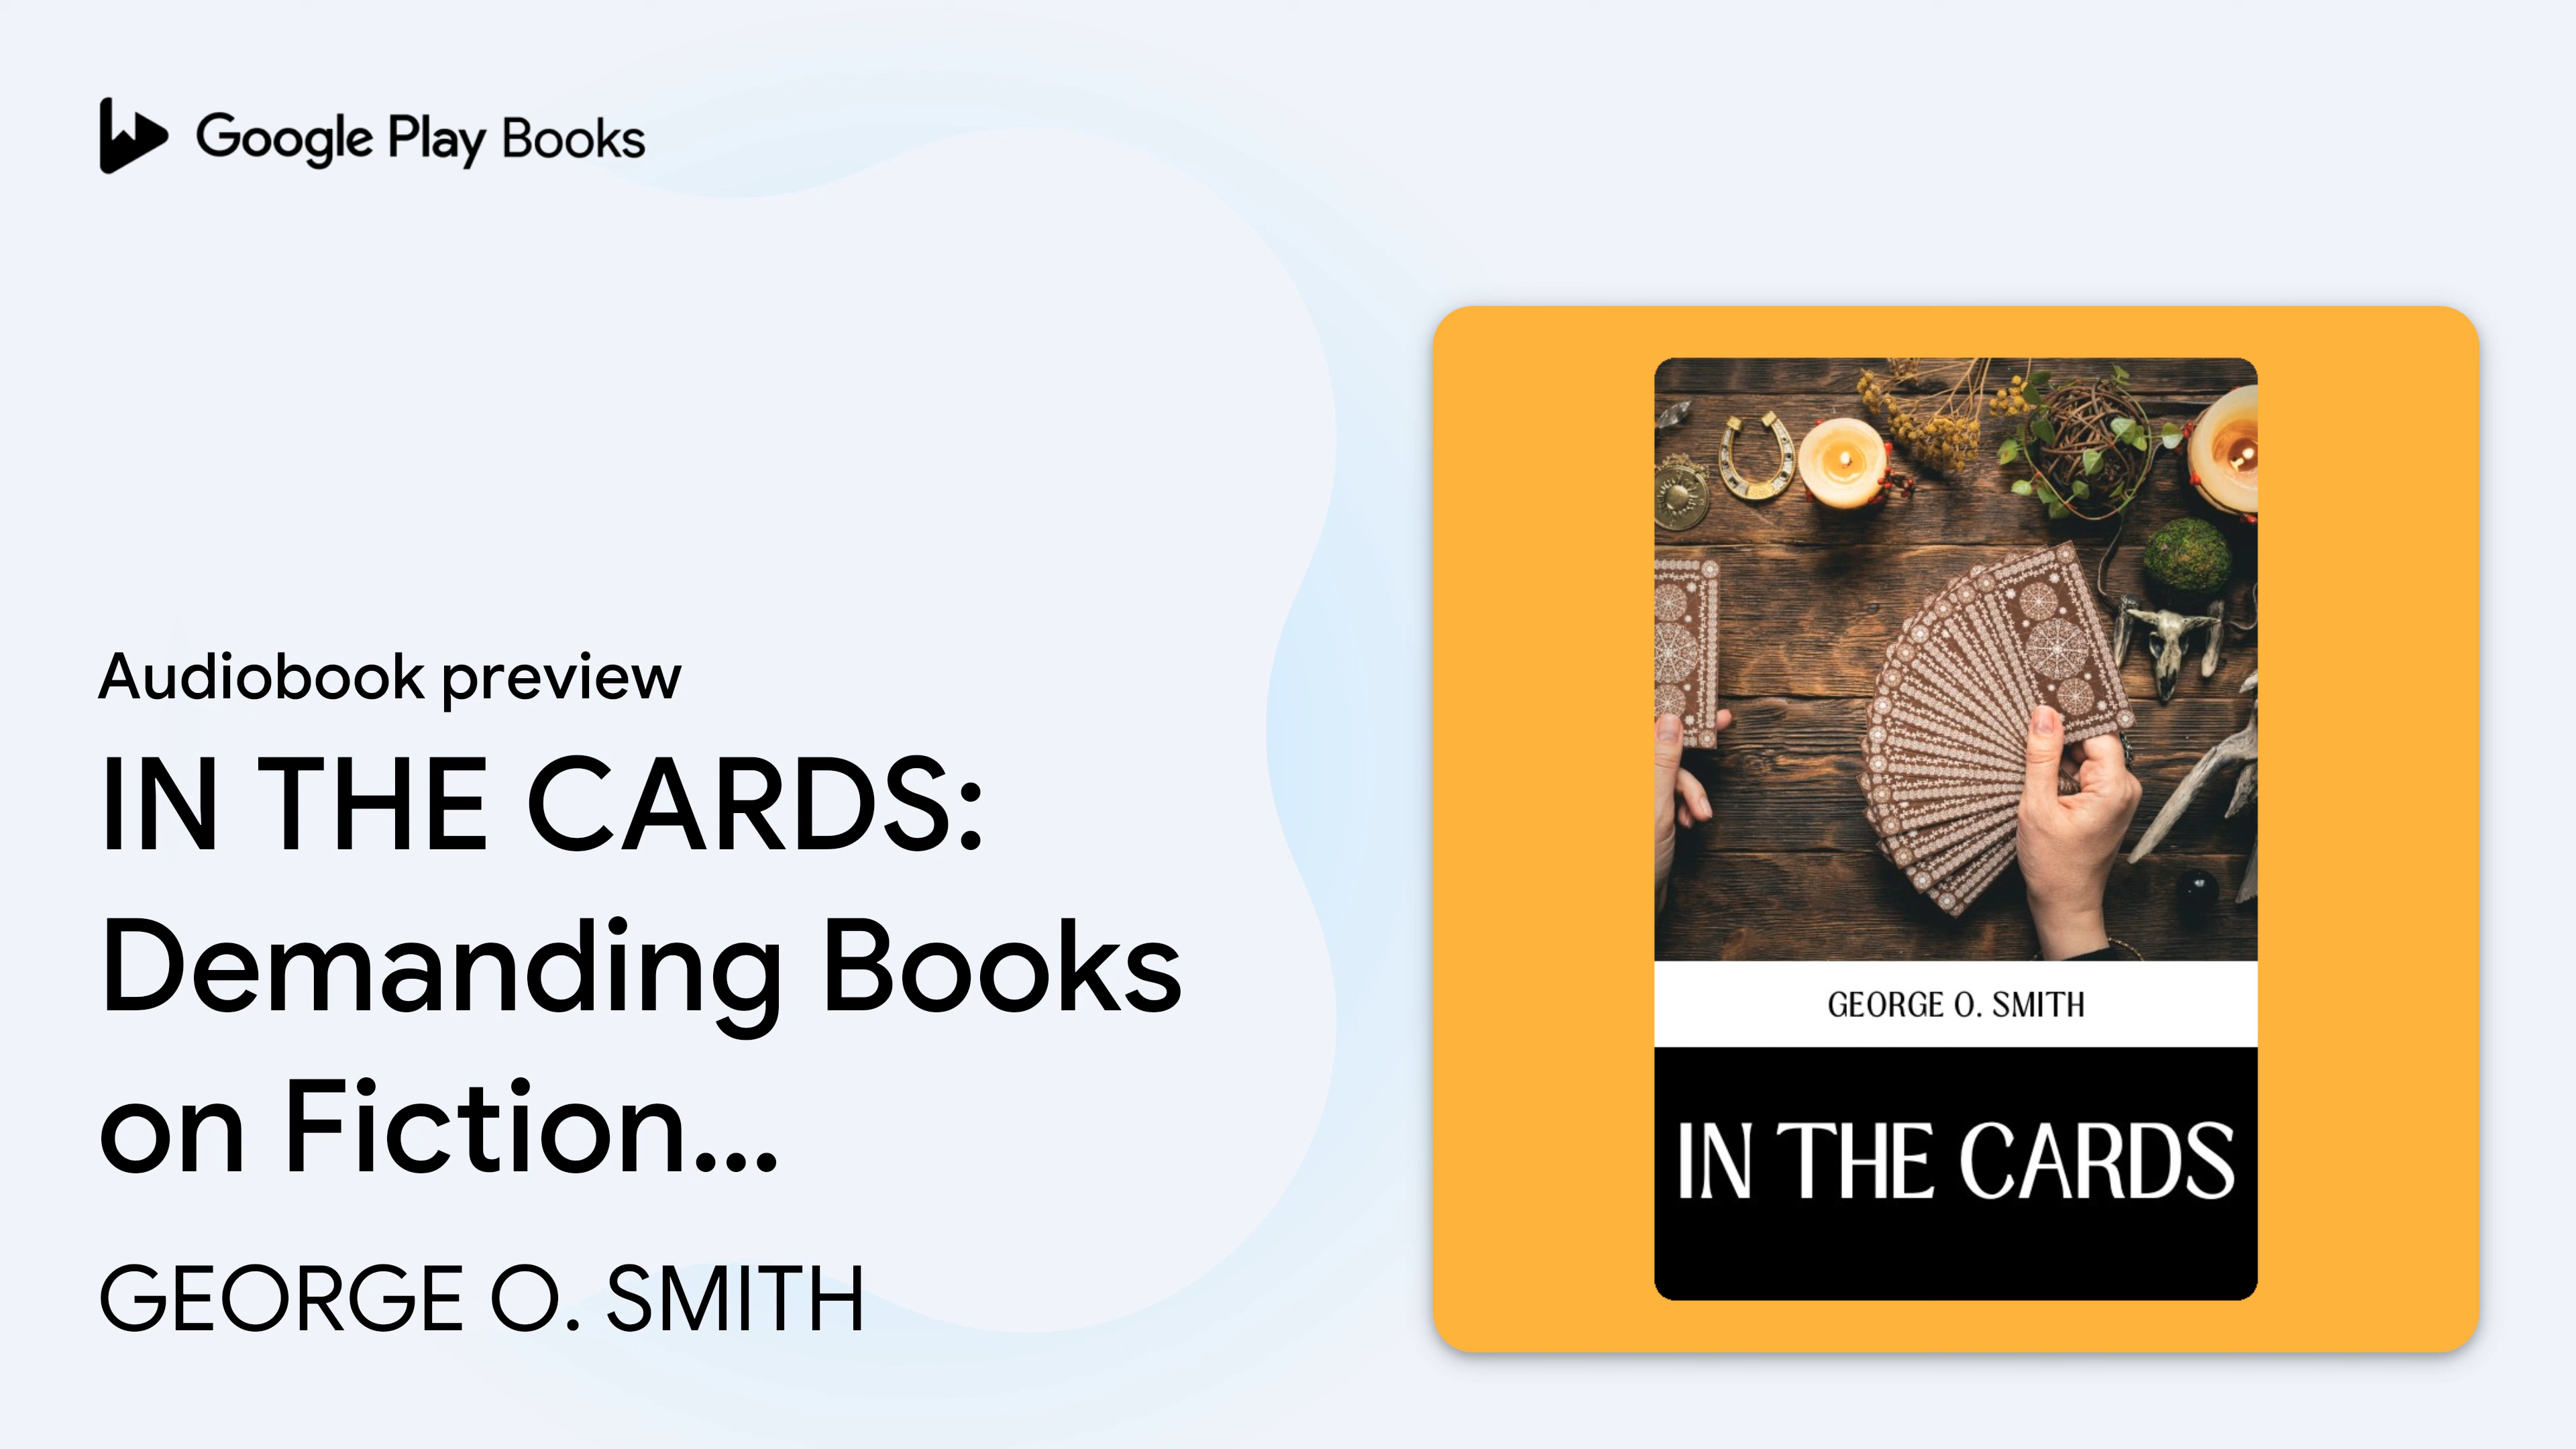 Google Play Books
Audiobook preview
IN THE CARDS:
Demanding Books
on Fiction...
GEORGE O. SMITH
GEORGE O. SMITH
IN THE CARDS